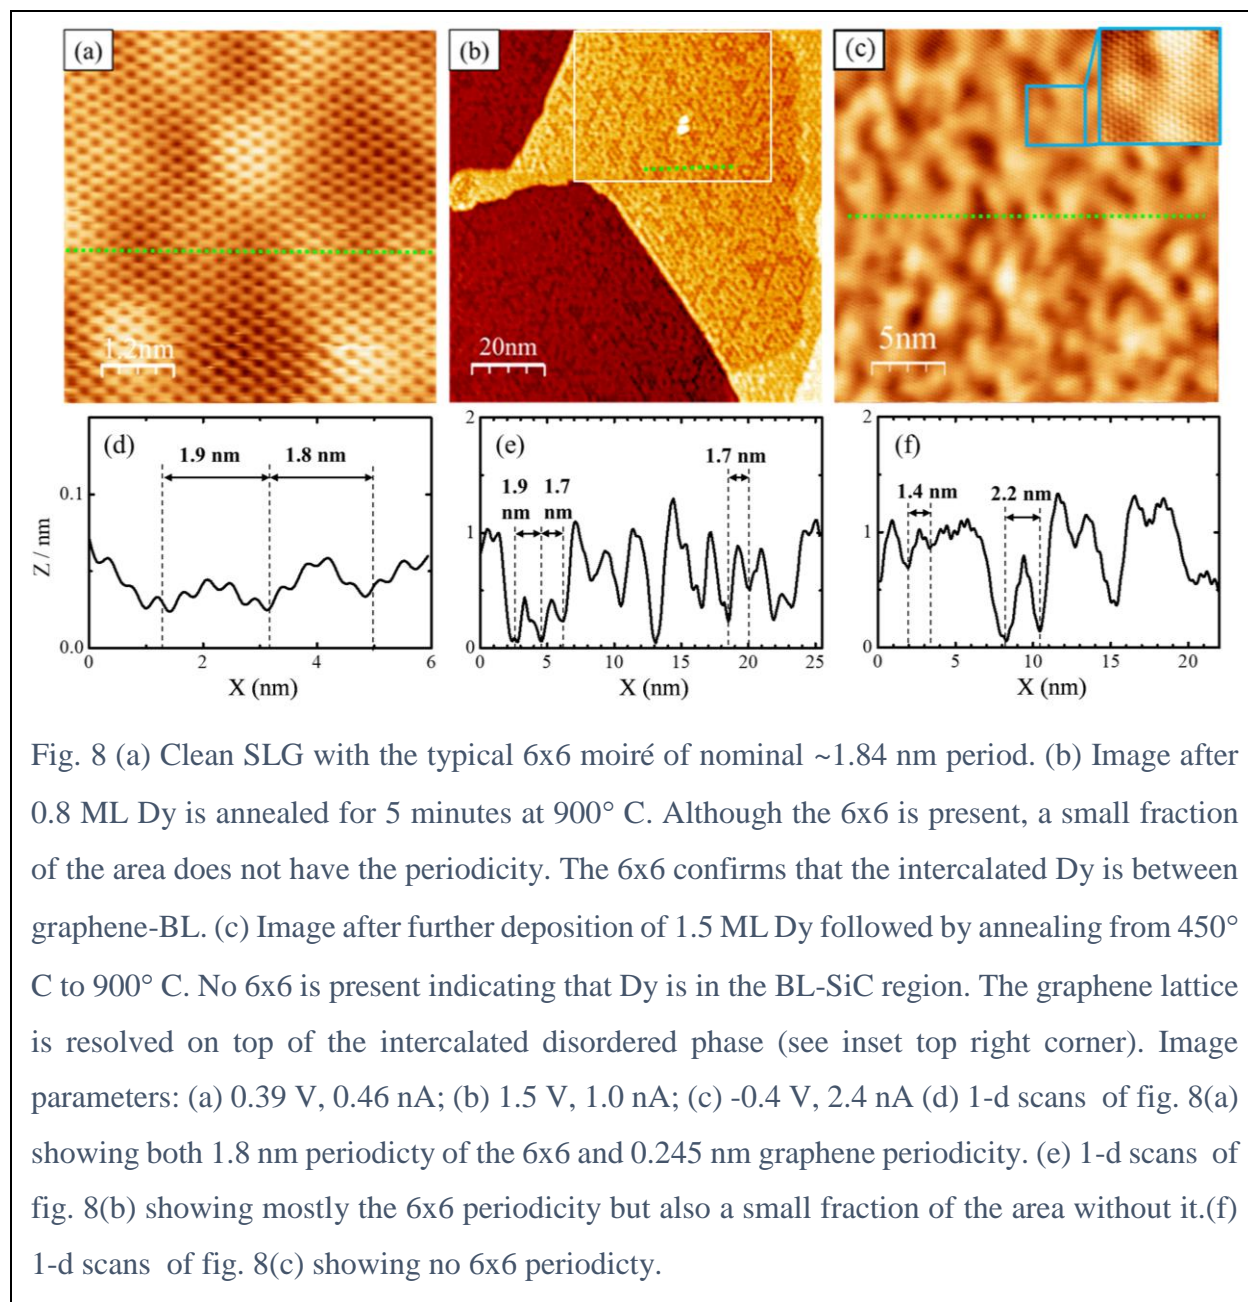 (a)
(b)
(c)
1.2nm
20nm
5nm
(d)
1.9 nm
1.8 nm
0.1
0.0
Z / nm
0
2
4
6
X (nm)
(e)
1.9
nm
1.7
nm
1.7 nm
2
1
0
0
5
10
15
20
25
X (nm)
(f)
1.4 nm
2.2 nm
2
1
0
0
5
10
15
20
X (nm)
Fig. 8 (a) Clean SLG with the typical 6x6 moiré of nominal ~1.84 nm period. (b) Image after
0.8 ML Dy is annealed for 5 minutes at 900° C. Although the 6x6 is present, a small fraction
of the area does not have the periodicity. The 6x6 confirms that the intercalated Dy is between
graphene-BL. (c) Image after further deposition of 1.5 ML Dy followed by annealing from 450°
C to 900° C. No 6x6 is present indicating that Dy is in the BL-SiC region. The graphene lattice
is resolved on top of the intercalated disordered phase (see inset top right corner). Image
parameters: (a) 0.39 V, 0.46 nA; (b) 1.5 V, 1.0 nA; (c) -0.4 V, 2.4 nA (d) 1-d scans  of fig. 8(a)
showing both 1.8 nm periodicty of the 6x6 and 0.245 nm graphene periodicity. (e) 1-d scans  of
fig. 8(b) showing mostly the 6x6 periodicity but also a small fraction of the area without it.(f)
1-d scans  of fig. 8(c) showing no 6x6 periodicty.